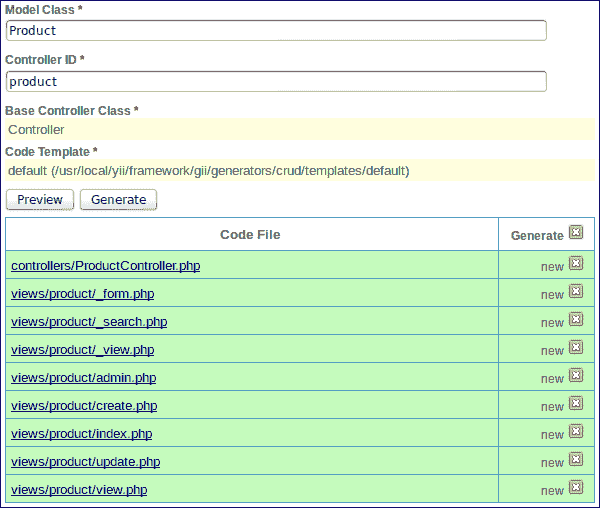 Model Class *
Product
Controller ID *
product
Base Controller Class *
Controller
Code Template *
default (/usr/local/yii/framework/gii/generators/crud/templates/default)
Preview Generate
Code File Generate
controllers/ProductController.php new
views/product/_form.php new
views/product/_search.php new
views/product/_view.php new
views/product/admin.php new
views/product/create.php new
views/product/index.php new
views/product/update.php new
views/product/view.php new